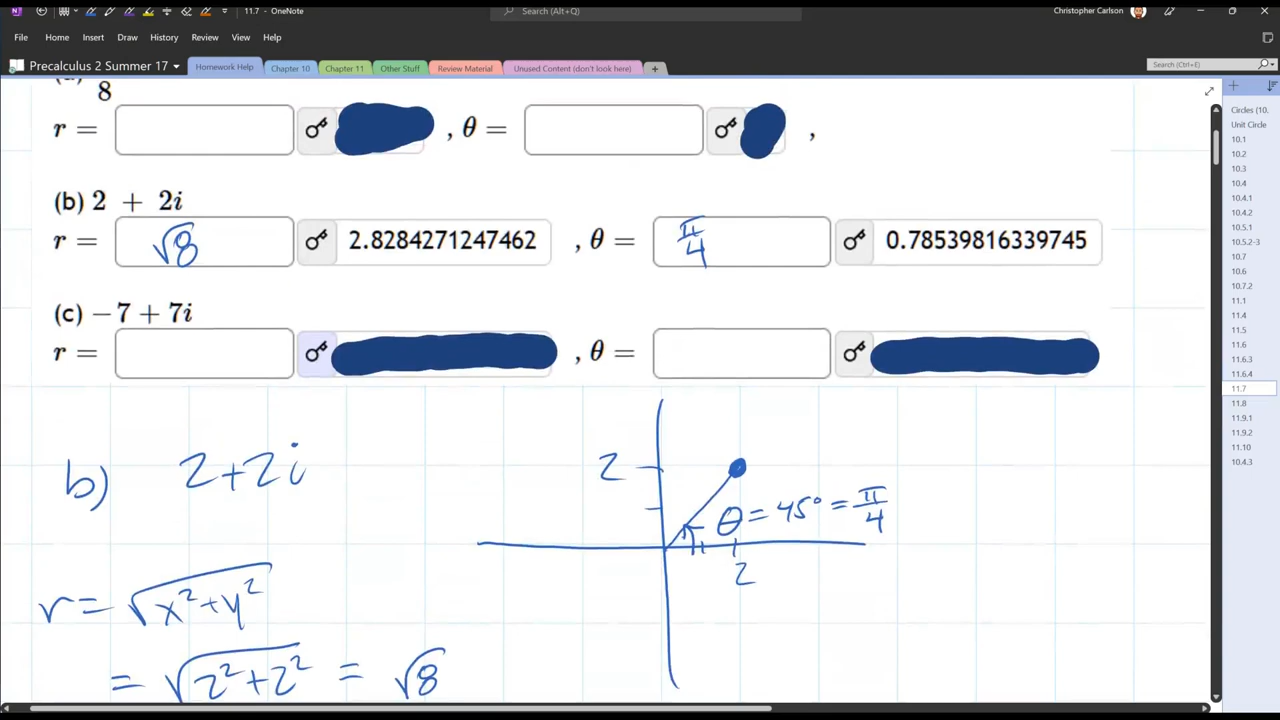 11.7 - OneNote
Search (Alt+Q)
Christopher Carlson
File Home Insert Draw History Review View Help
Precalculus 2 Summer 17
Homework Help Chapter 10 Chapter 11 Other Stuff Review Material Unused Content (don't look here) +
Search (Ctrl+E)
8
r = , θ = ,
(b) 2 + 2i
r = √8 2.8284271247462 , θ = π/4 0.78539816339745
(c) − 7 + 7i
r = , θ =
b) 2+2i
2
θ = 45° = π/4
2
r = √x²+y²
= √2²+2² = √8
Circles (10.
Unit Circle
10.1
10.2
10.3
10.4
10.4.2
10.5
10.5.2-3
10.7
10.6
10.7.2
11.1
11.4
11.5
11.6
11.6.3
11.6.4
11.7
11.8
11.9.1
11.9.2
11.10
10.4.3